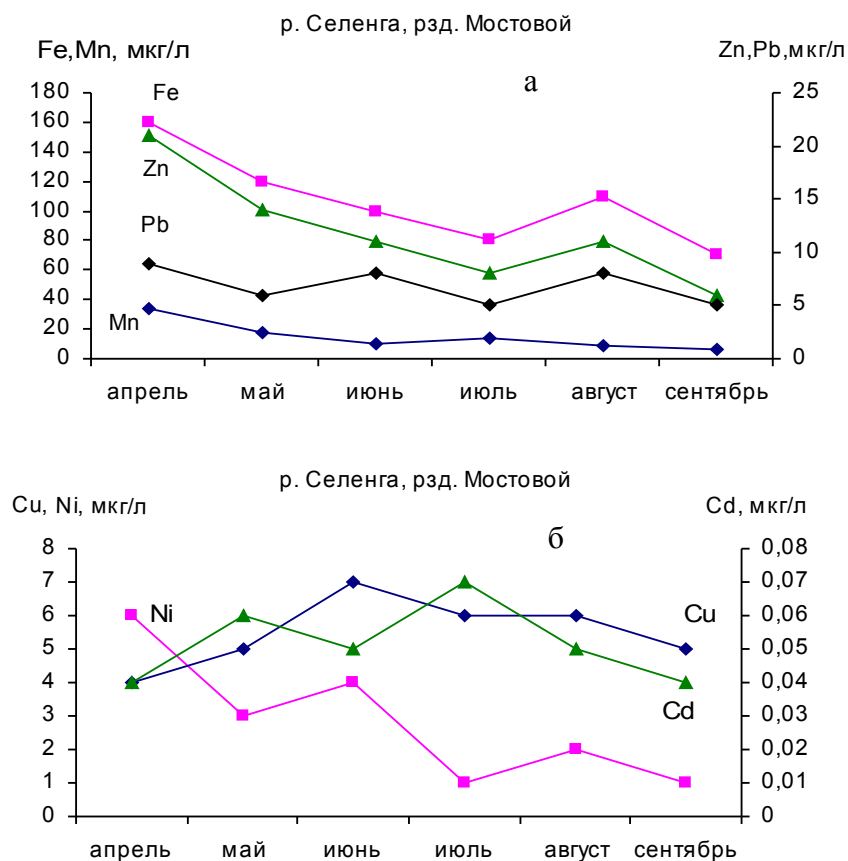 р. Селенга, рзд. Мостовой
Fe,Mn, мкг/л
Zn,Pb,мкг/л
а
180
160
140
120
100
80
60
40
20
0
25
20
15
10
5
0
Fe
Zn
Pb
Mn
апрель май июнь июль август сентябрь
р. Селенга, рзд. Мостовой
Cu, Ni, мкг/л
Cd, мкг/л
б
8
7
6
5
4
3
2
1
0
0,08
0,07
0,06
0,05
0,04
0,03
0,02
0,01
0
Ni
Cu
Cd
апрель май июнь июль август сентябрь